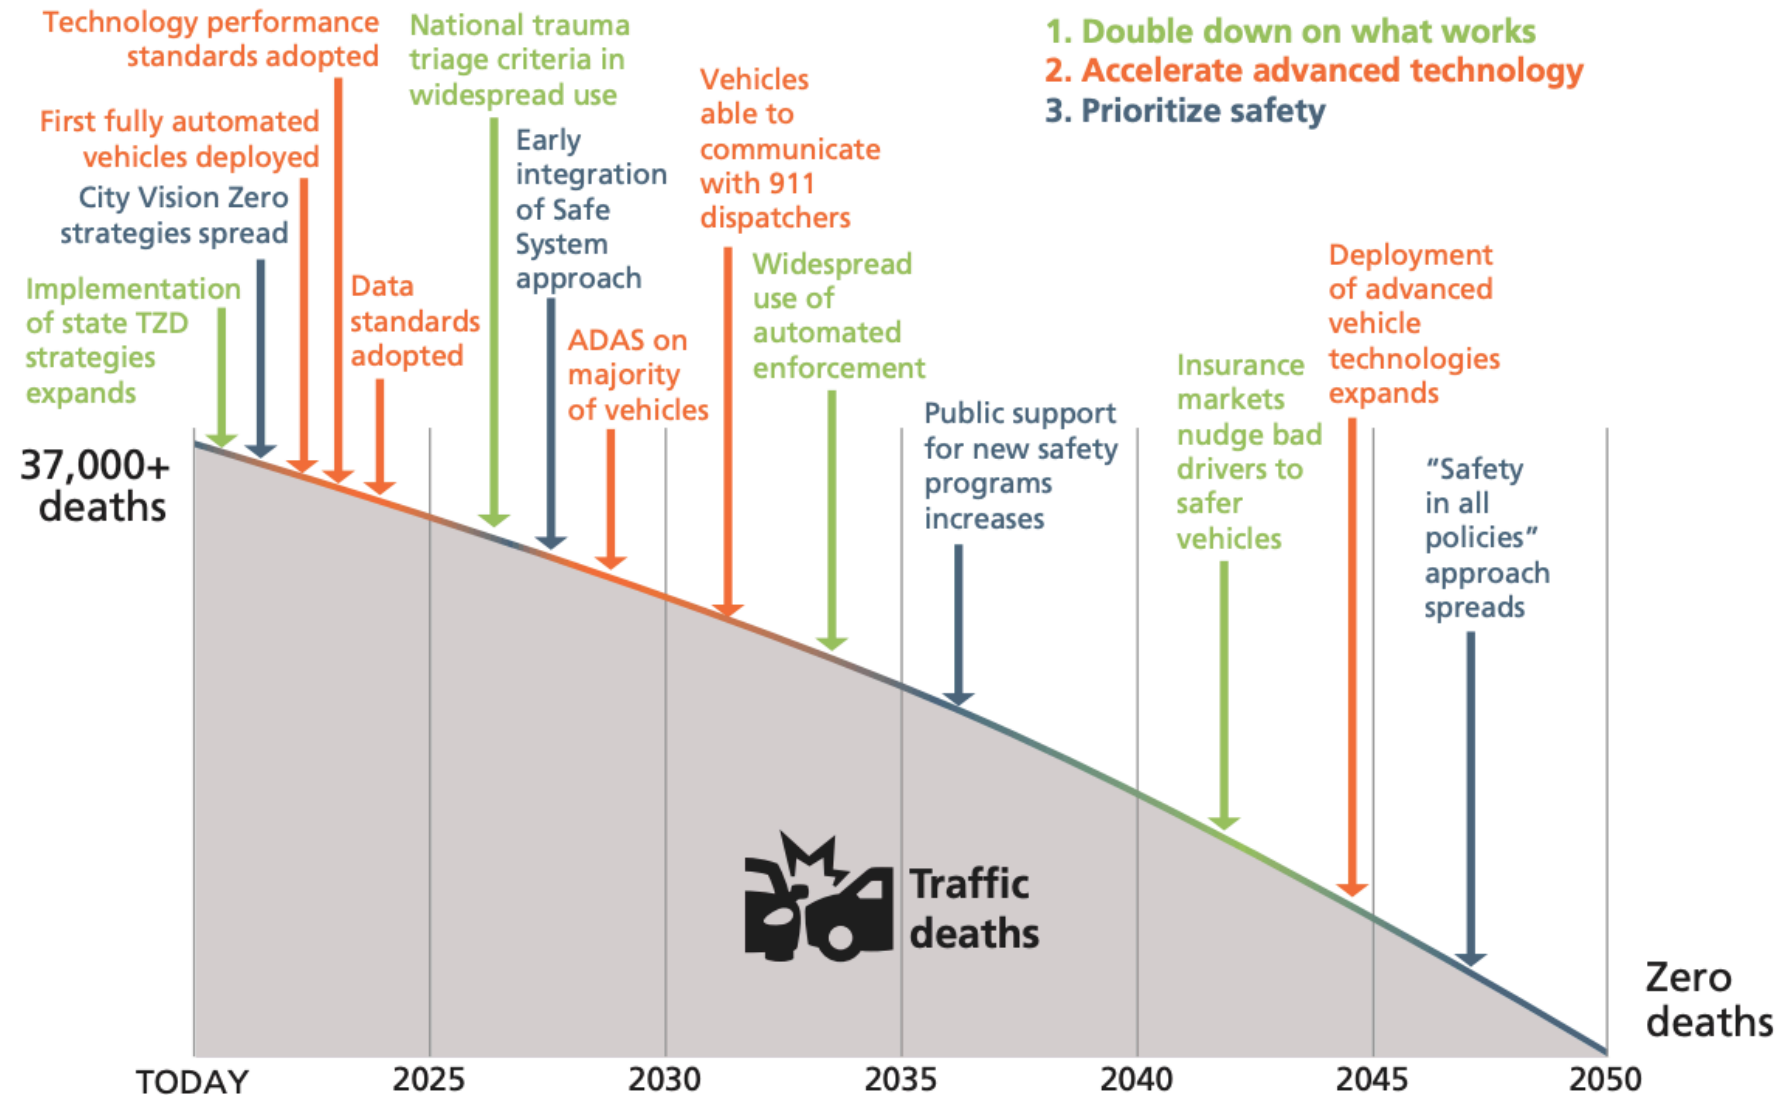 Technology performance
standards adopted
First fully automated
vehicles deployed
City Vision Zero
strategies spread
Implementation
of state TZD
strategies
expands
Data
standards
adopted
National trauma
triage criteria in
widespread use
Early
integration
of Safe
System
approach
ADAS on
majority
of vehicles
Vehicles
able to
communicate
with 911
dispatchers
Widespread
use of
automated
enforcement
Public support
for new safety
programs
increases
1. Double down on what works
2. Accelerate advanced technology
3. Prioritize safety
Insurance
markets
nudge bad
drivers to
safer
vehicles
Deployment
of advanced
vehicle
technologies
expands
“Safety
in all
policies”
approach
spreads
37,000+
deaths
Traffic
deaths
Zero
deaths
TODAY 2025 2030 2035 2040 2045 2050